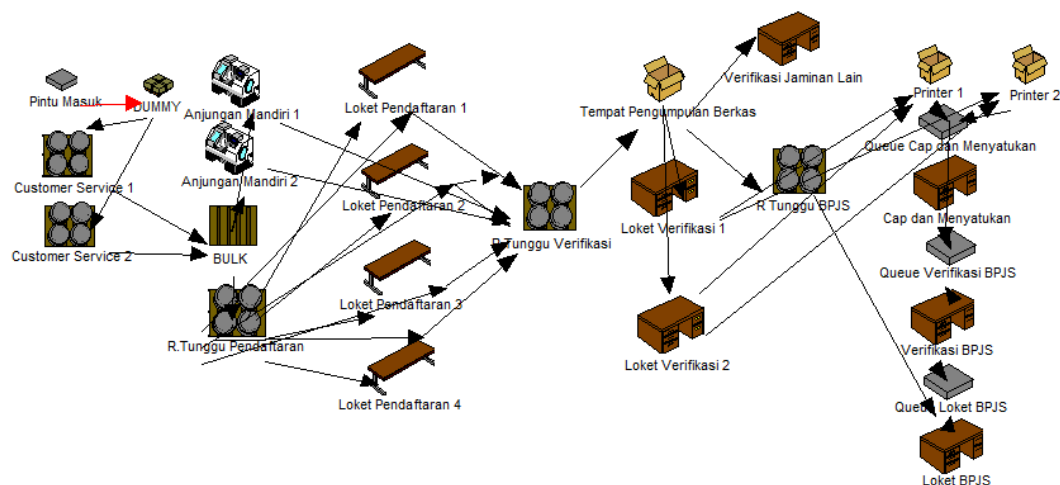 Pintu Masuk
DUMMY
Customer Service 1
Customer Service 2
Anjungan Mandiri 1
Anjungan Mandiri 2
BULK
R.Tunggu Pendaftaran
Loket Pendaftaran 1
Loket Pendaftaran 2
Loket Pendaftaran 3
Loket Pendaftaran 4
R.Tunggu Verifikasi
Tempat Pengumpulan Berkas
Verifikasi Jaminan Lain
Loket Verifikasi 1
Loket Verifikasi 2
R Tunggu BPJS
Printer 1
Printer 2
Queue Cap dan Menyatukan
Cap dan Menyatukan
Queue Verifikasi BPJS
Verifikasi BPJS
Queue Loket BPJS
Loket BPJS